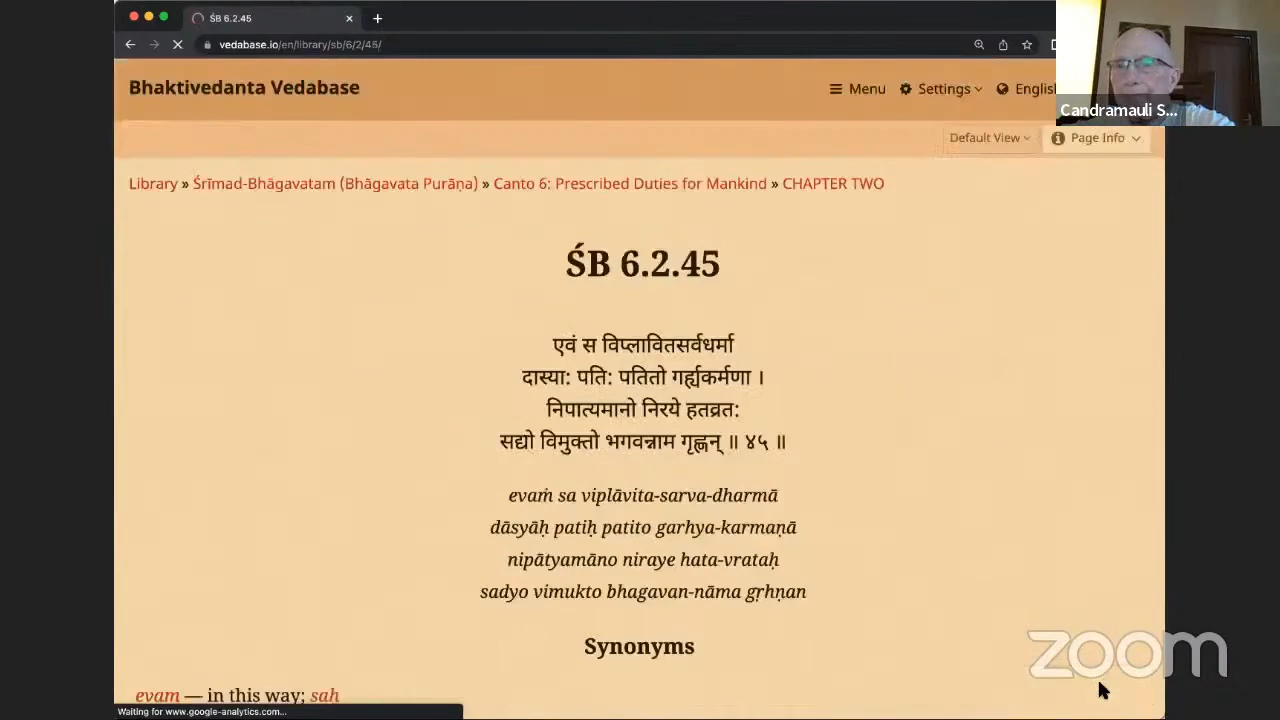 ŚB 6.2.45
vedabase.io/en/library/sb/6/2/45/
Bhaktivedanta Vedabase
Menu Settings Englis
Candramauli S...
Default View Page Info
Library » Śrīmad-Bhāgavatam (Bhāgavata Purāṇa) » Canto 6: Prescribed Duties for Mankind » CHAPTER TWO
ŚB 6.2.45
एवं स विप्लावितसर्वधर्मा
दास्या: पति: पतितो गर्ह्यकर्मणा ।
निपात्यमानो निरये हतव्रत:
सद्यो विमुक्तो भगवन्नाम गृह्णन् ॥ ४५ ॥
evaṁ sa viplāvita-sarva-dharmā
dāsyāḥ patiḥ patito garhya-karmaṇā
nipātyamāno niraye hata-vrataḥ
sadyo vimukto bhagavan-nāma gṛhṇan
Synonyms
zoom
evam — in this way; saḥ
Waiting for www.google-analytics.com...